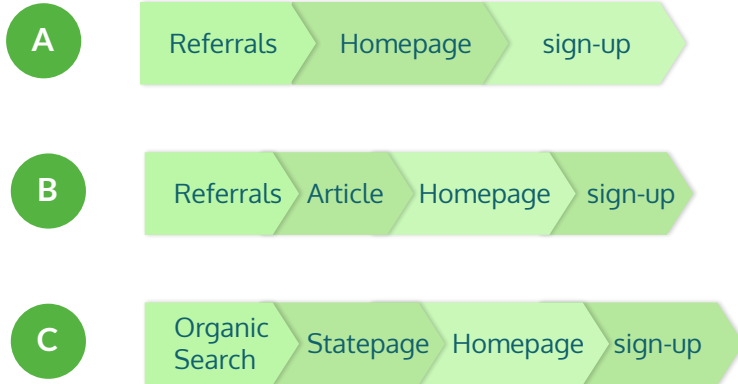 A
Referrals Homepage sign-up
B
Referrals Article Homepage sign-up
C
Organic
Search
Statepage Homepage sign-up